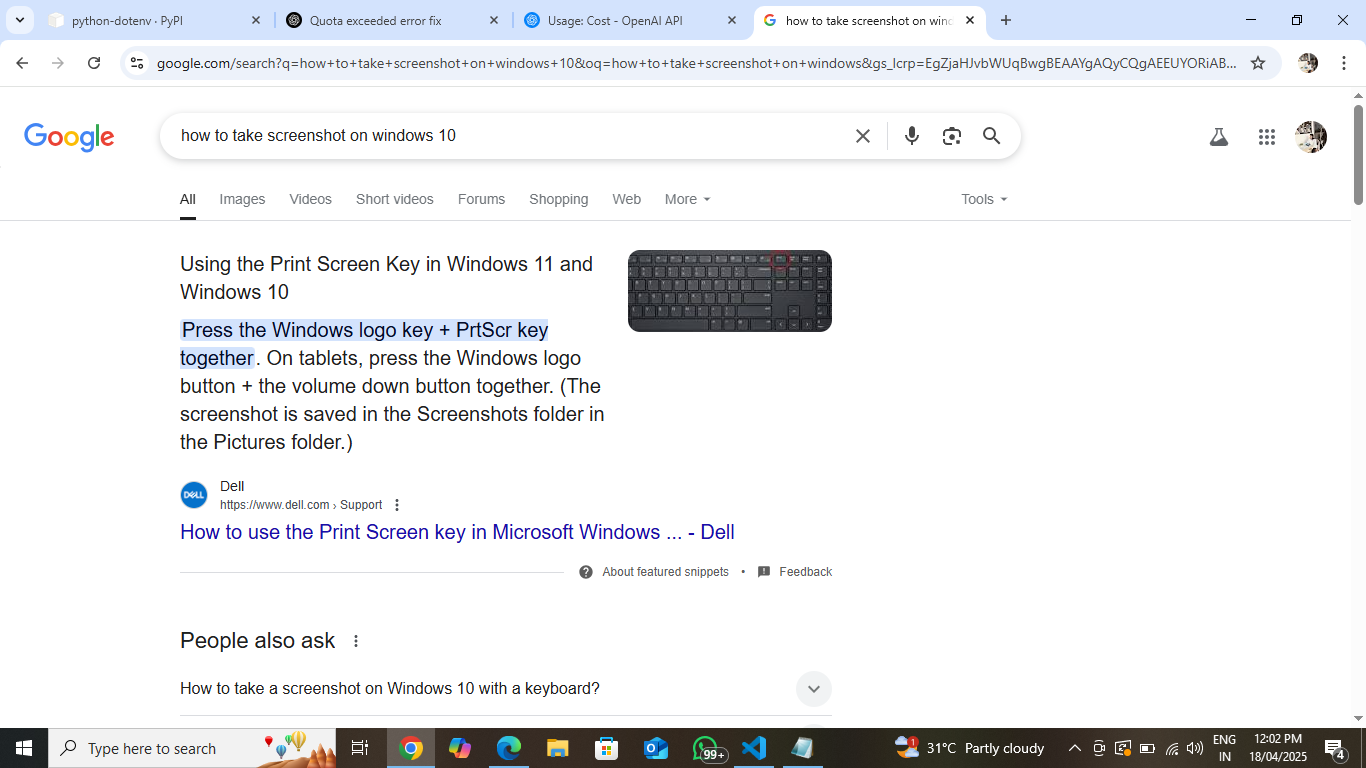 python-dotenv · PyPI
Quota exceeded error fix
Usage: Cost - OpenAI API
how to take screenshot on wind
google.com/search?q=how+to+take+screenshot+on+windows+10&oq=how+to+take+screenshot+on+windows&gs_lcrp=EgZjaHJvbWUqBwgBEAAYgAQyCQgAEEUYORiAB...
Google
how to take screenshot on windows 10
All
Images
Videos
Short videos
Forums
Shopping
Web
More
Tools
Using the Print Screen Key in Windows 11 and
Windows 10
Press the Windows logo key + PrtScr key
together. On tablets, press the Windows logo
button + the volume down button together. (The
screenshot is saved in the Screenshots folder in
the Pictures folder.)
DELL
Dell
https://www.dell.com › Support
How to use the Print Screen key in Microsoft Windows ... - Dell
About featured snippets
•
Feedback
People also ask
How to take a screenshot on Windows 10 with a keyboard?
Type here to search
99+
1
31°C Partly cloudy
ENG
IN
12:02 PM
18/04/2025
4